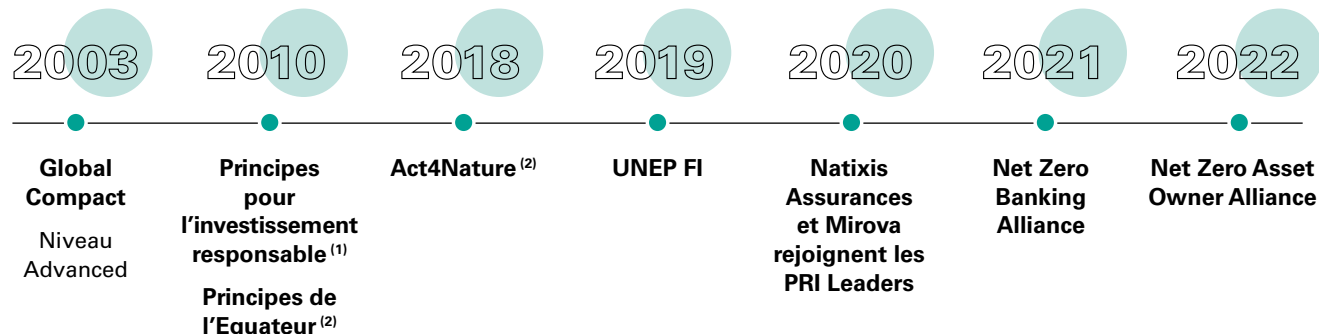 2003
2010
2018
2019
2020
2021
2022
Global
Compact
Niveau
Advanced
Principes
pour
l'investissement
responsable (1)
Principes de
l'Equateur (2)
Act4Nature (2)
UNEP FI
Natixis
Assurances
et Mirova
rejoignent les
PRI Leaders
Net Zero
Banking
Alliance
Net Zero Asset
Owner Alliance